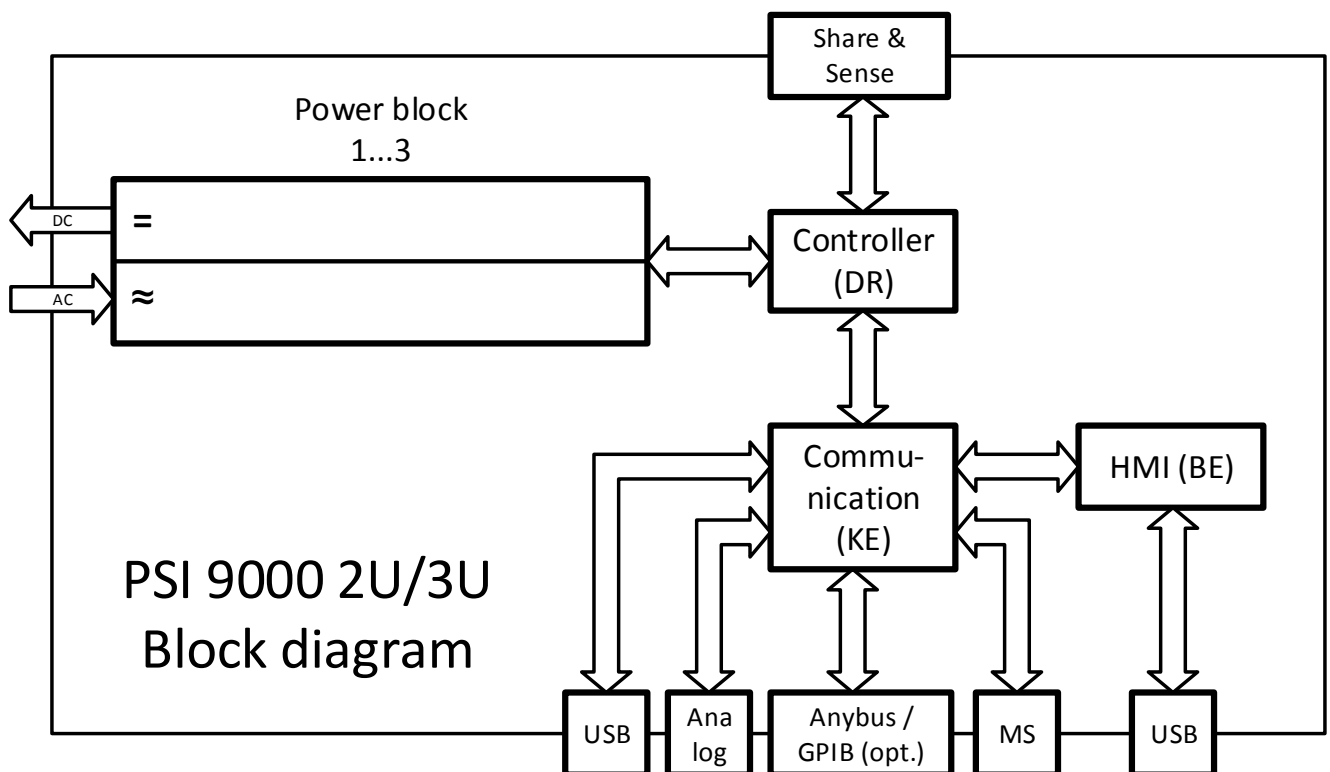 Share &
Sense
Power block
1...3
DC
=
Controller
(DR)
AC
≈
Commu-
nication
(KE)
HMI (BE)
PSI 9000 2U/3U
Block diagram
USB
Ana
log
Anybus /
GPIB (opt.)
MS
USB